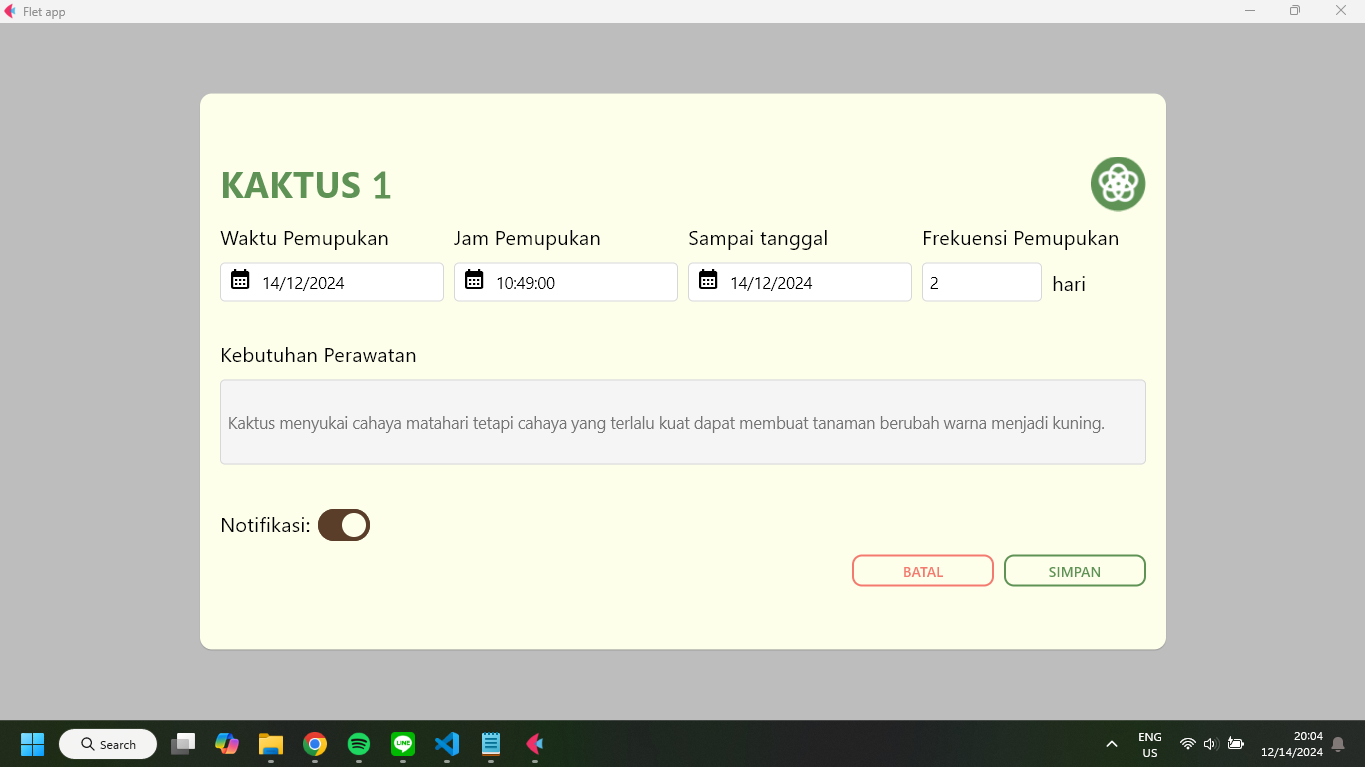 Flet app
KAKTUS 1
Waktu Pemupukan Jam Pemupukan Sampai tanggal Frekuensi Pemupukan
14/12/2024 10:49:00 14/12/2024 2 hari
Kebutuhan Perawatan
Kaktus menyukai cahaya matahari tetapi cahaya yang terlalu kuat dapat membuat tanaman berubah warna menjadi kuning.
Notifikasi:
BATAL SIMPAN
Search LINE ENG 20:04
US 12/14/2024